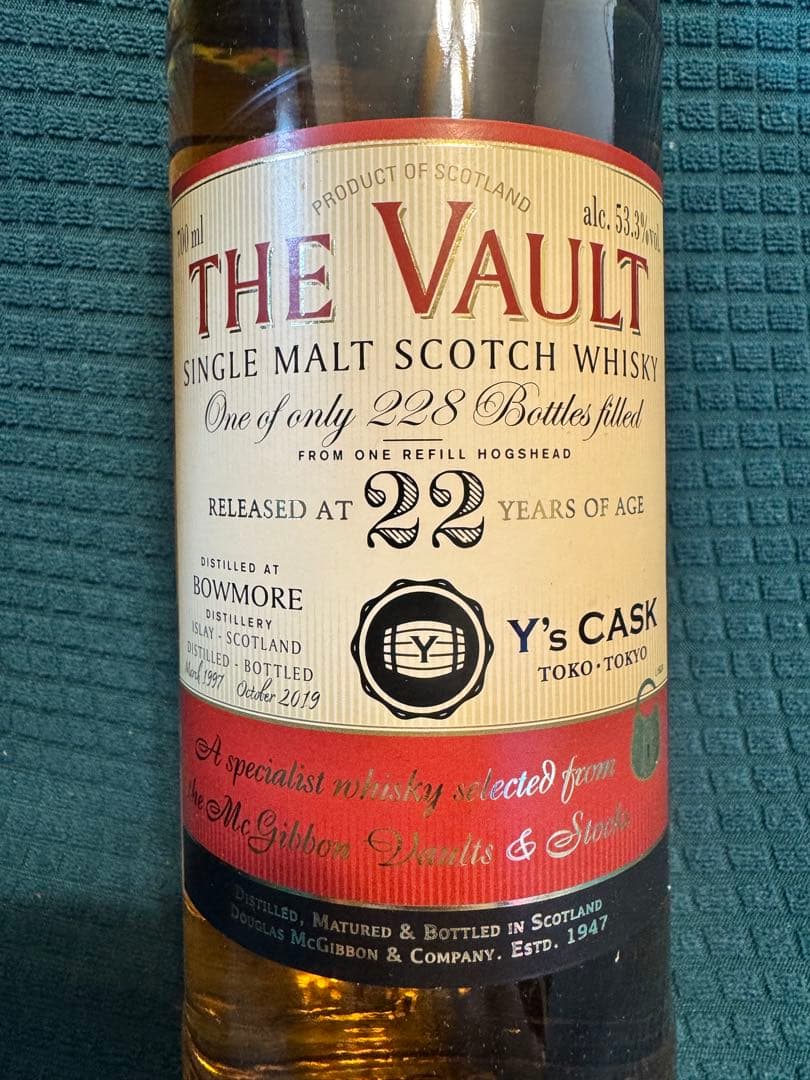 PRODUCT OF SCOTLAND
700 ml
alc. 53.3% vol
THE VAULT
SINGLE MALT SCOTCH WHISKY
One of only 228 Bottles filled
FROM ONE REFILL HOGSHEAD
RELEASED AT 22 YEARS OF AGE
DISTILLED AT
BOWMORE
DISTILLERY
ISLAY - SCOTLAND
DISTILLED - BOTTLED
March 1997 October 2019
Y
Y's CASK
TOKO • TOKYO
A specialist whisky selected from
the McGibbon Vaults & Stocks
DISTILLED, MATURED & BOTTLED IN SCOTLAND
DOUGLAS MCGIBBON & COMPANY. ESTD. 1947